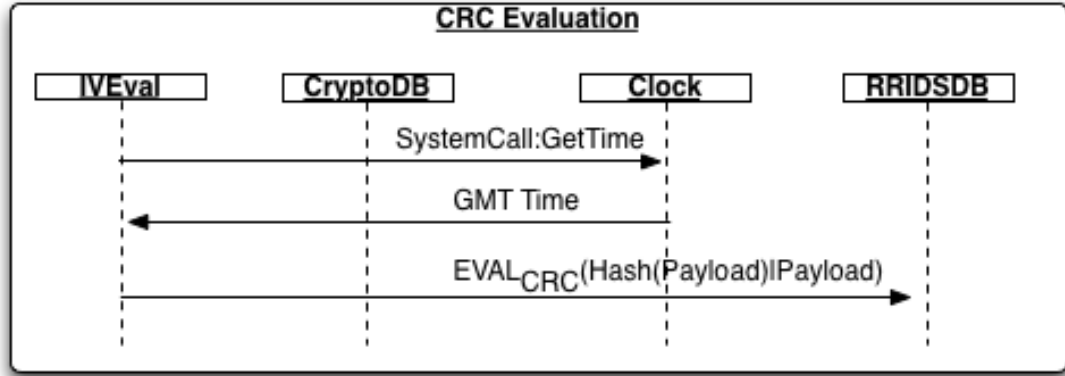 CRC Evaluation
IVEval CryptoDB Clock RRIDSDB
SystemCall:GetTime
GMT Time
EVALCRC(Hash(Payload)|Payload)